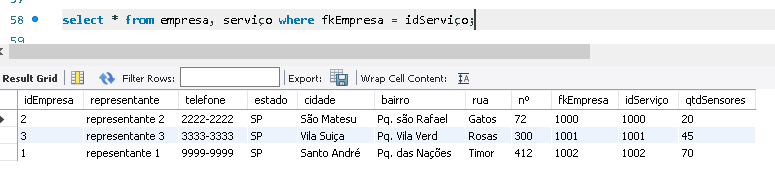 58 select * from empresa, serviço where fkEmpresa = idServiço;
59
Result Grid Filter Rows: Export: Wrap Cell Content:
idEmpresa representante telefone estado cidade bairro rua nº fkEmpresa idServiço qtdSensores
2 representante 2 2222-2222 SP São Matesu Pq. são Rafael Gatos 72 1000 1000 20
3 representante 3 3333-3333 SP Vila Suiça Pq. Vila Verd Rosas 300 1001 1001 45
1 repesentante 1 9999-9999 SP Santo André Pq. das Nações Timor 412 1002 1002 70